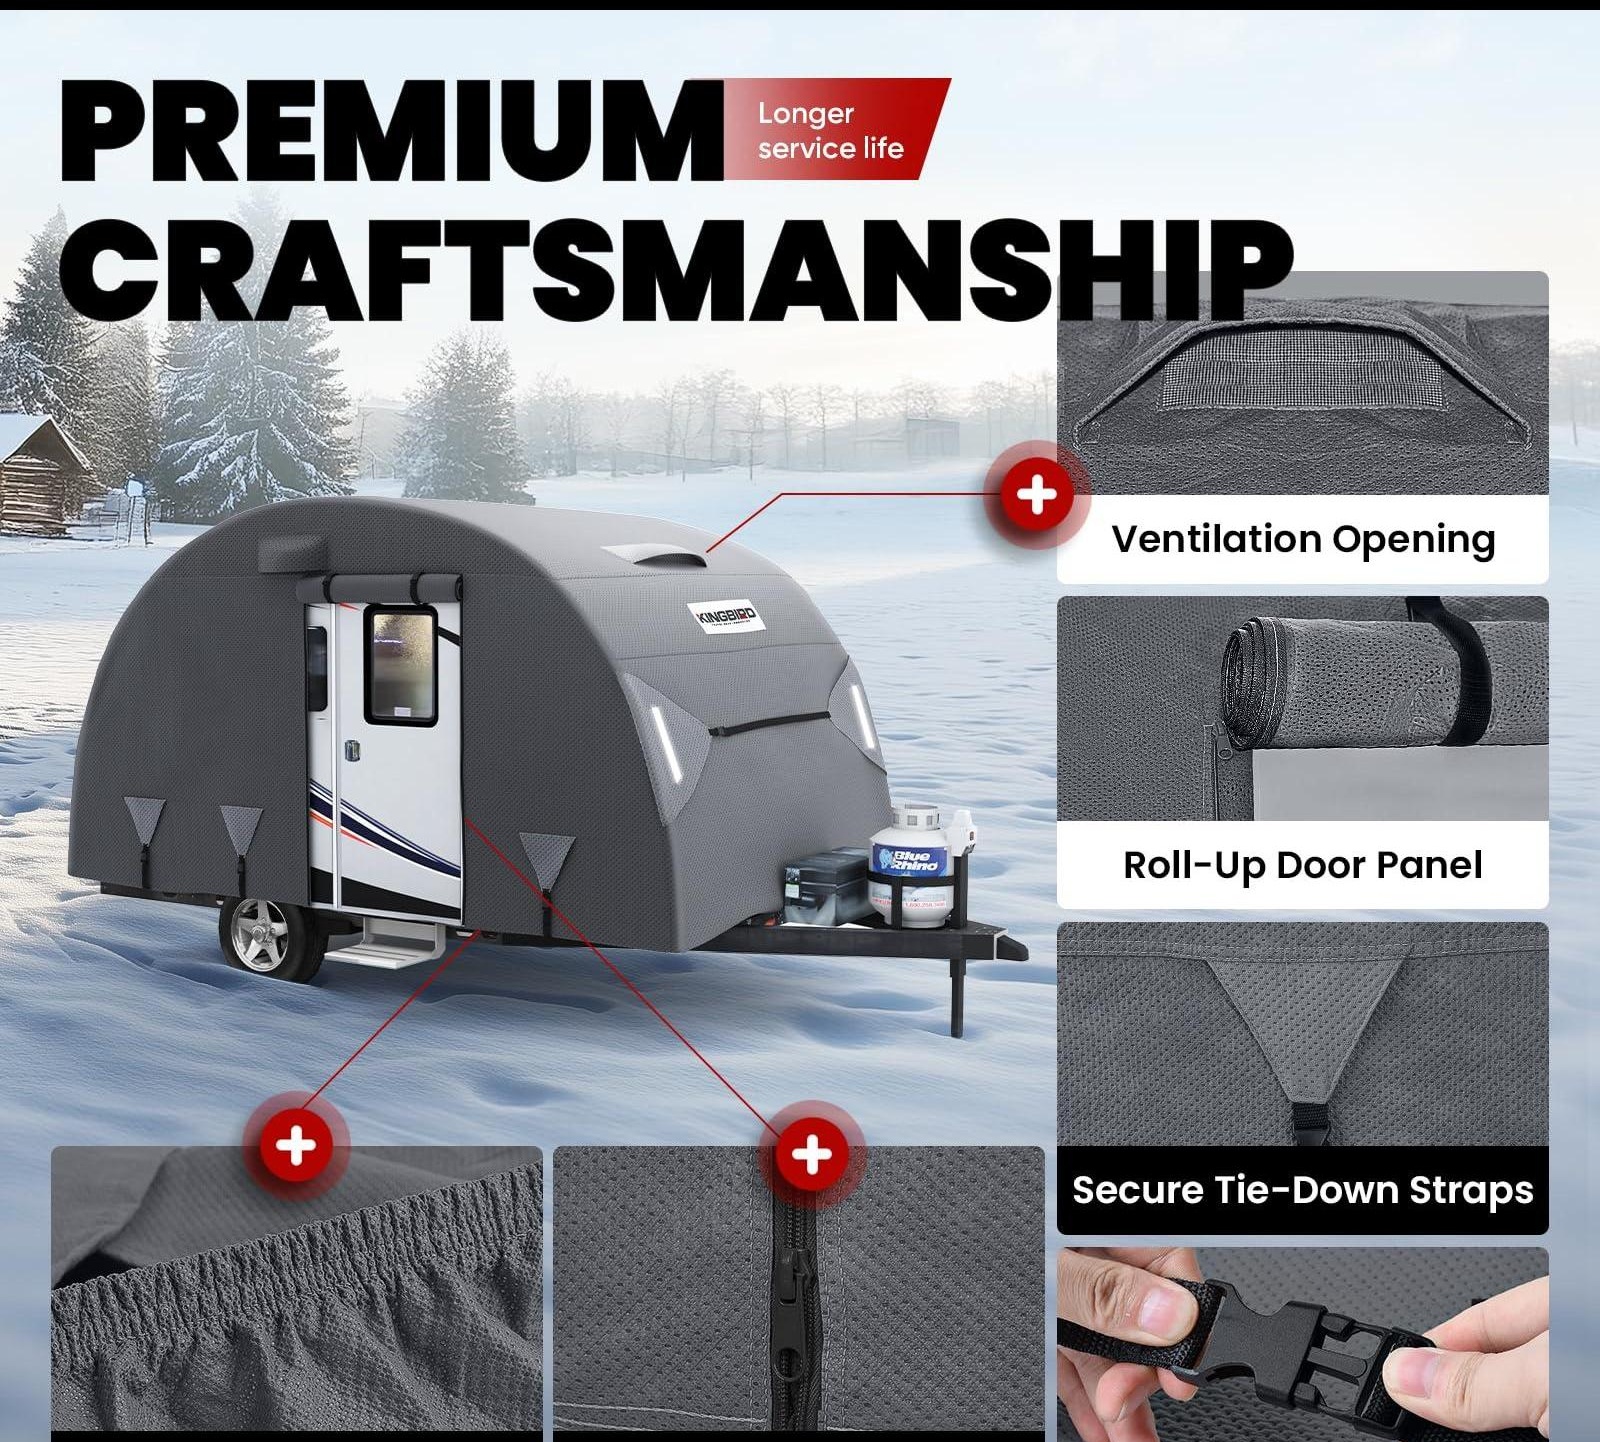 PREMIUM
Longer
service life
CRAFTSMANSHIP
Ventilation Opening
KINGBIRD
Roll-Up Door Panel
Blue
Rhino
Secure Tie-Down Straps